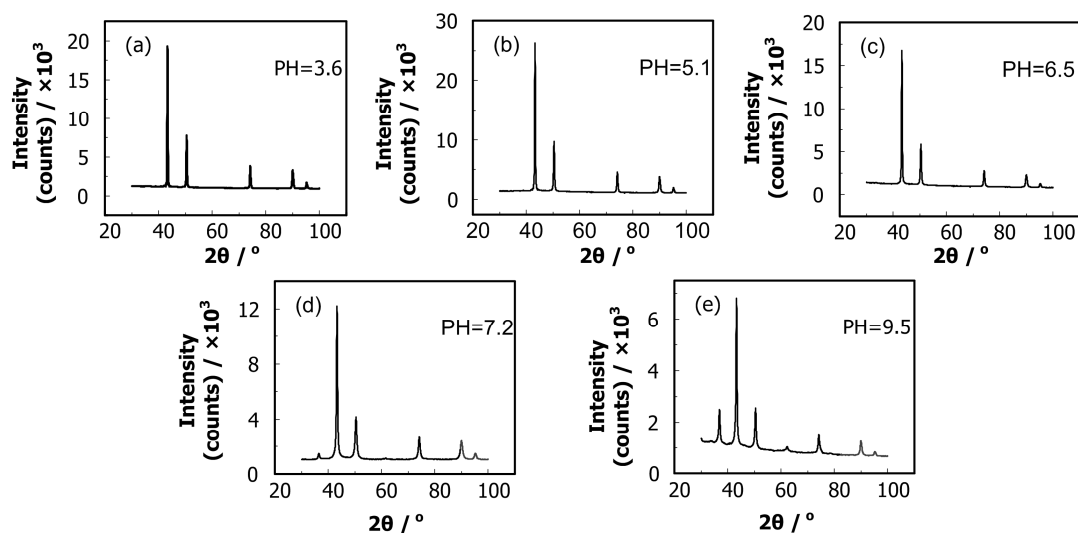 (a)
PH=3.6
Intensity
(counts) / ×10³
20
15
10
5
0
20 40 60 80 100
2θ / °
(b)
PH=5.1
Intensity
(counts) / ×10³
30
20
10
0
20 40 60 80 100
2θ / °
(c)
PH=6.5
Intensity
(counts) / ×10³
20
15
10
5
0
20 40 60 80 100
2θ / °
(d)
PH=7.2
Intensity
(counts) / ×10³
12
8
4
0
20 40 60 80 100
2θ / °
(e)
PH=9.5
Intensity
(counts) / ×10³
6
4
2
0
20 40 60 80 100
2θ / °